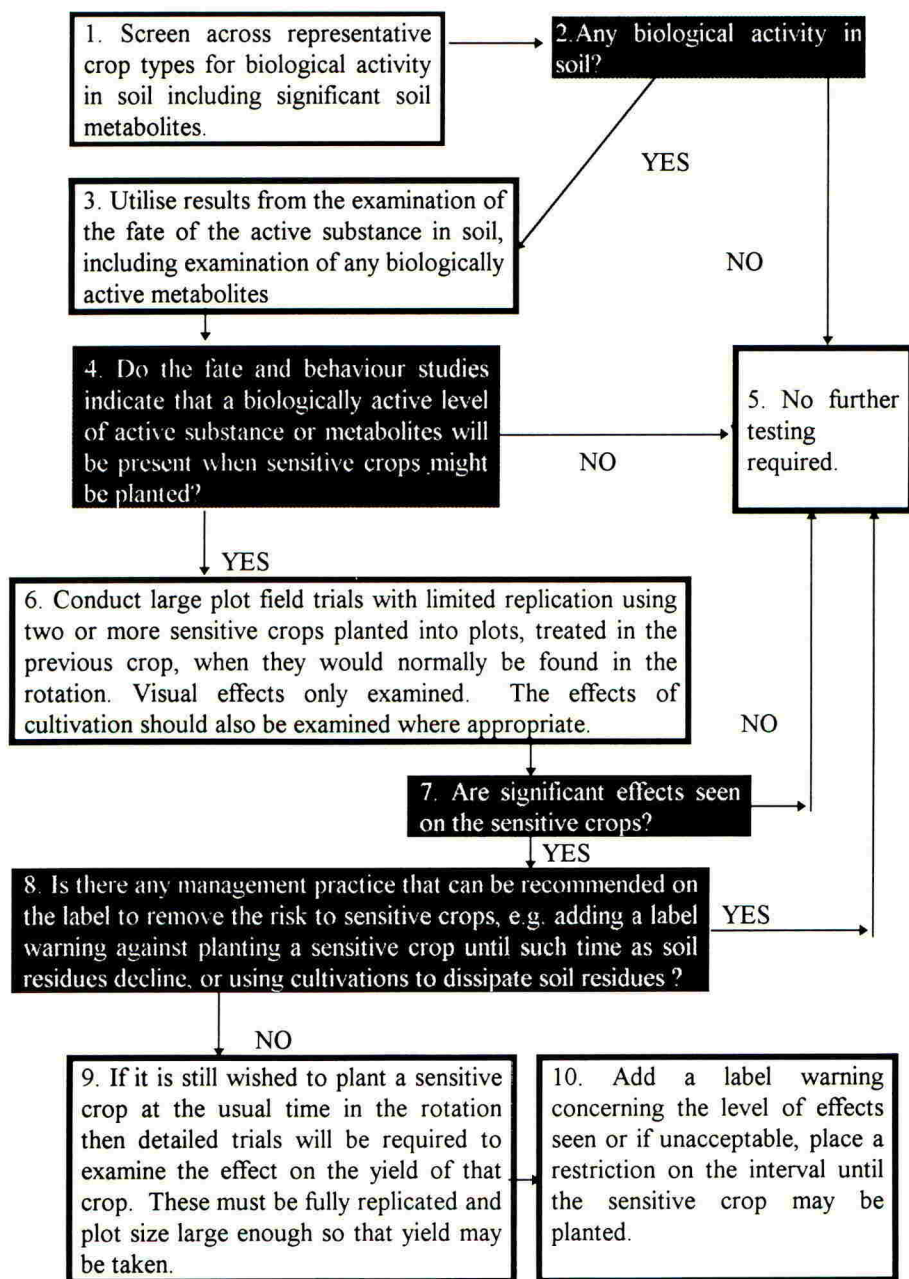 1. Screen across representative
crop types for biological activity
in soil including significant soil
metabolites.
2.Any biological activity in
soil?
YES
3. Utilise results from the examination of
the fate of the active substance in soil,
including examination of any biologically
active metabolites
NO
4. Do the fate and behaviour studies
indicate that a biologically active level
of active substance or metabolites will
be present when sensitive crops might
be planted?
NO
5. No further
testing
required.
YES
6. Conduct large plot field trials with limited replication using
two or more sensitive crops planted into plots, treated in the
previous crop, when they would normally be found in the
rotation. Visual effects only examined. The effects of
cultivation should also be examined where appropriate.
NO
7. Are significant effects seen
on the sensitive crops?
YES
8. Is there any management practice that can be recommended on
the label to remove the risk to sensitive crops, e.g. adding a label
warning against planting a sensitive crop until such time as soil
residues decline, or using cultivations to dissipate soil residues ?
YES
NO
9. If it is still wished to plant a sensitive
crop at the usual time in the rotation
then detailed trials will be required to
examine the effect on the yield of that
crop. These must be fully replicated and
plot size large enough so that yield may
be taken.
10. Add a label warning
concerning the level of effects
seen or if unacceptable, place a
restriction on the interval until
the sensitive crop may be
planted.